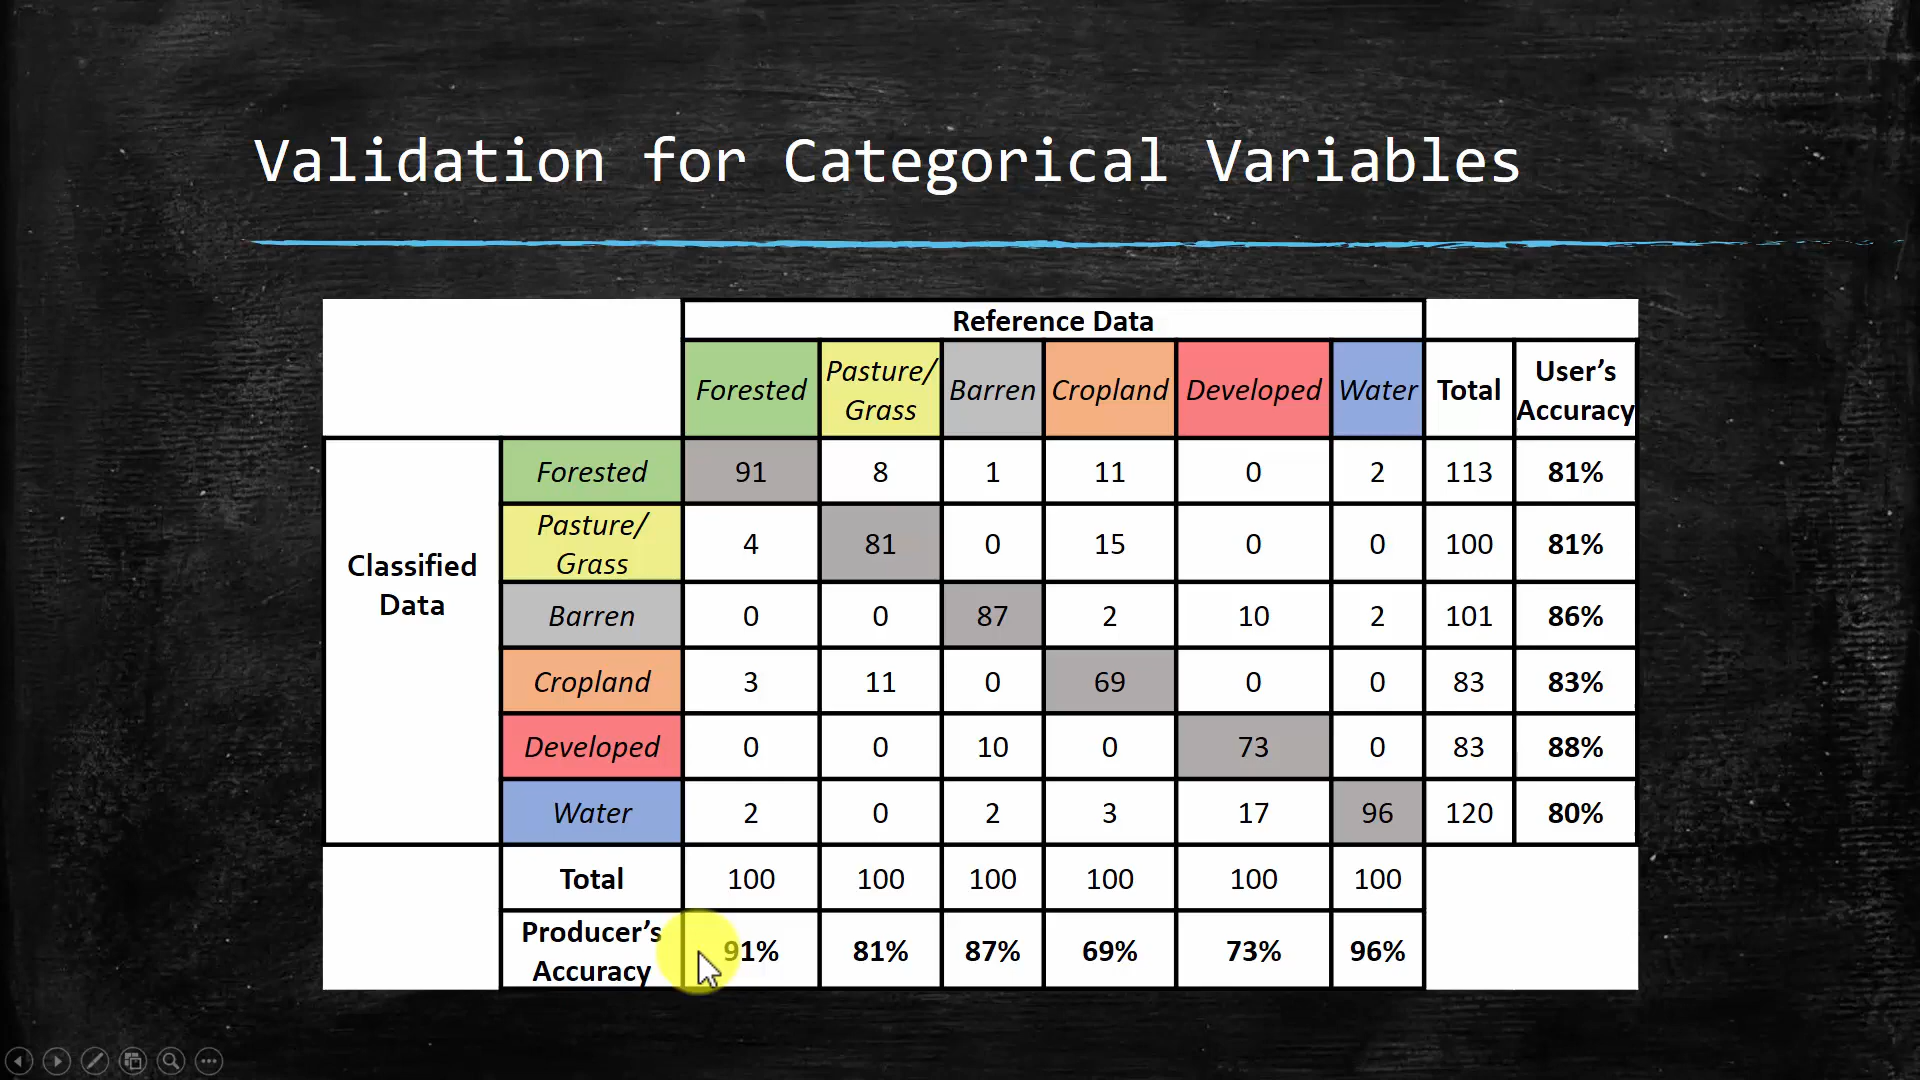 Validation for Categorical Variables
Reference Data
Forested Pasture/ Grass Barren Cropland Developed Water Total User’s Accuracy
Classified Data
Forested 91 8 1 11 0 2 113 81%
Pasture/ Grass 4 81 0 15 0 0 100 81%
Barren 0 0 87 2 10 2 101 86%
Cropland 3 11 0 69 0 0 83 83%
Developed 0 0 10 0 73 0 83 88%
Water 2 0 2 3 17 96 120 80%
Total 100 100 100 100 100 100
Producer’s Accuracy 91% 81% 87% 69% 73% 96%